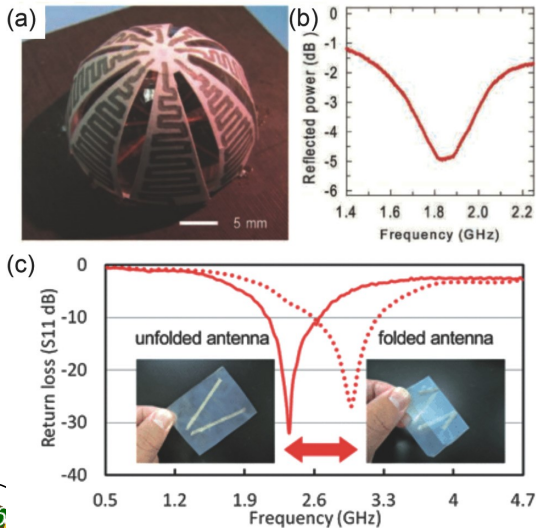 (a)
5 mm
(b)
Reflected power (dB)
0
-1
-2
-3
-4
-5
-6
1.4 1.6 1.8 2.0 2.2
Frequency (GHz)
(c)
Return loss (S11 dB)
0
-10
-20
-30
-40
unfolded antenna
folded antenna
0.5 1.2 1.9 2.6 3.3 4 4.7
Frequency (GHz)